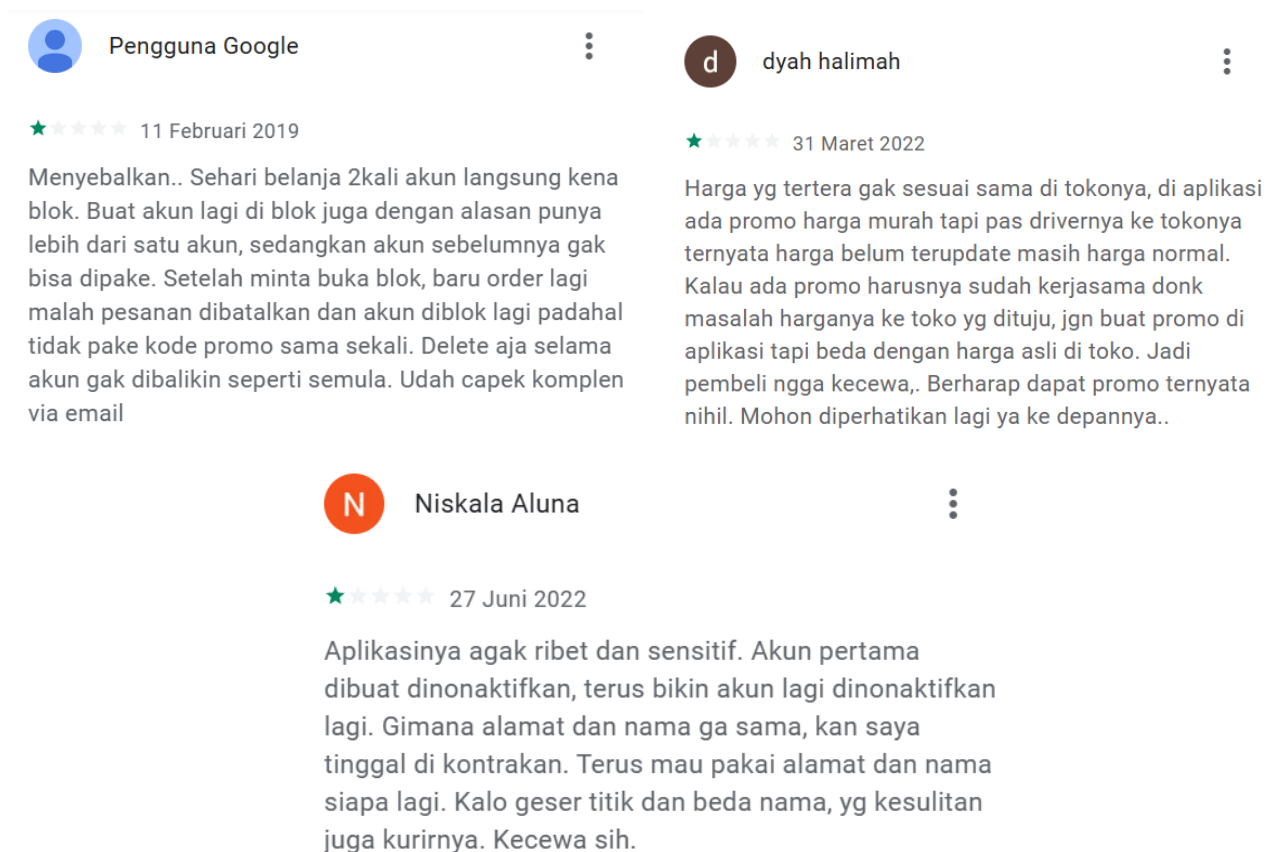 Pengguna Google
11 Februari 2019
Menyebalkan.. Sehari belanja 2kali akun langsung kena
blok. Buat akun lagi di blok juga dengan alasan punya
lebih dari satu akun, sedangkan akun sebelumnya gak
bisa dipake. Setelah minta buka blok, baru order lagi
malah pesanan dibatalkan dan akun diblok lagi padahal
tidak pake kode promo sama sekali. Delete aja selama
akun gak dibalikin seperti semula. Udah capek komplen
via email
d
dyah halimah
31 Maret 2022
Harga yg tertera gak sesuai sama di tokonya, di aplikasi
ada promo harga murah tapi pas drivernya ke tokonya
ternyata harga belum terupdate masih harga normal.
Kalau ada promo harusnya sudah kerjasama donk
masalah harganya ke toko yg dituju, jgn buat promo di
aplikasi tapi beda dengan harga asli di toko. Jadi
pembeli ngga kecewa,. Berharap dapat promo ternyata
nihil. Mohon diperhatikan lagi ya ke depannya..
N
Niskala Aluna
27 Juni 2022
Aplikasinya agak ribet dan sensitif. Akun pertama
dibuat dinonaktifkan, terus bikin akun lagi dinonaktifkan
lagi. Gimana alamat dan nama ga sama, kan saya
tinggal di kontrakan. Terus mau pakai alamat dan nama
siapa lagi. Kalo geser titik dan beda nama, yg kesulitan
juga kurirnya. Kecewa sih.